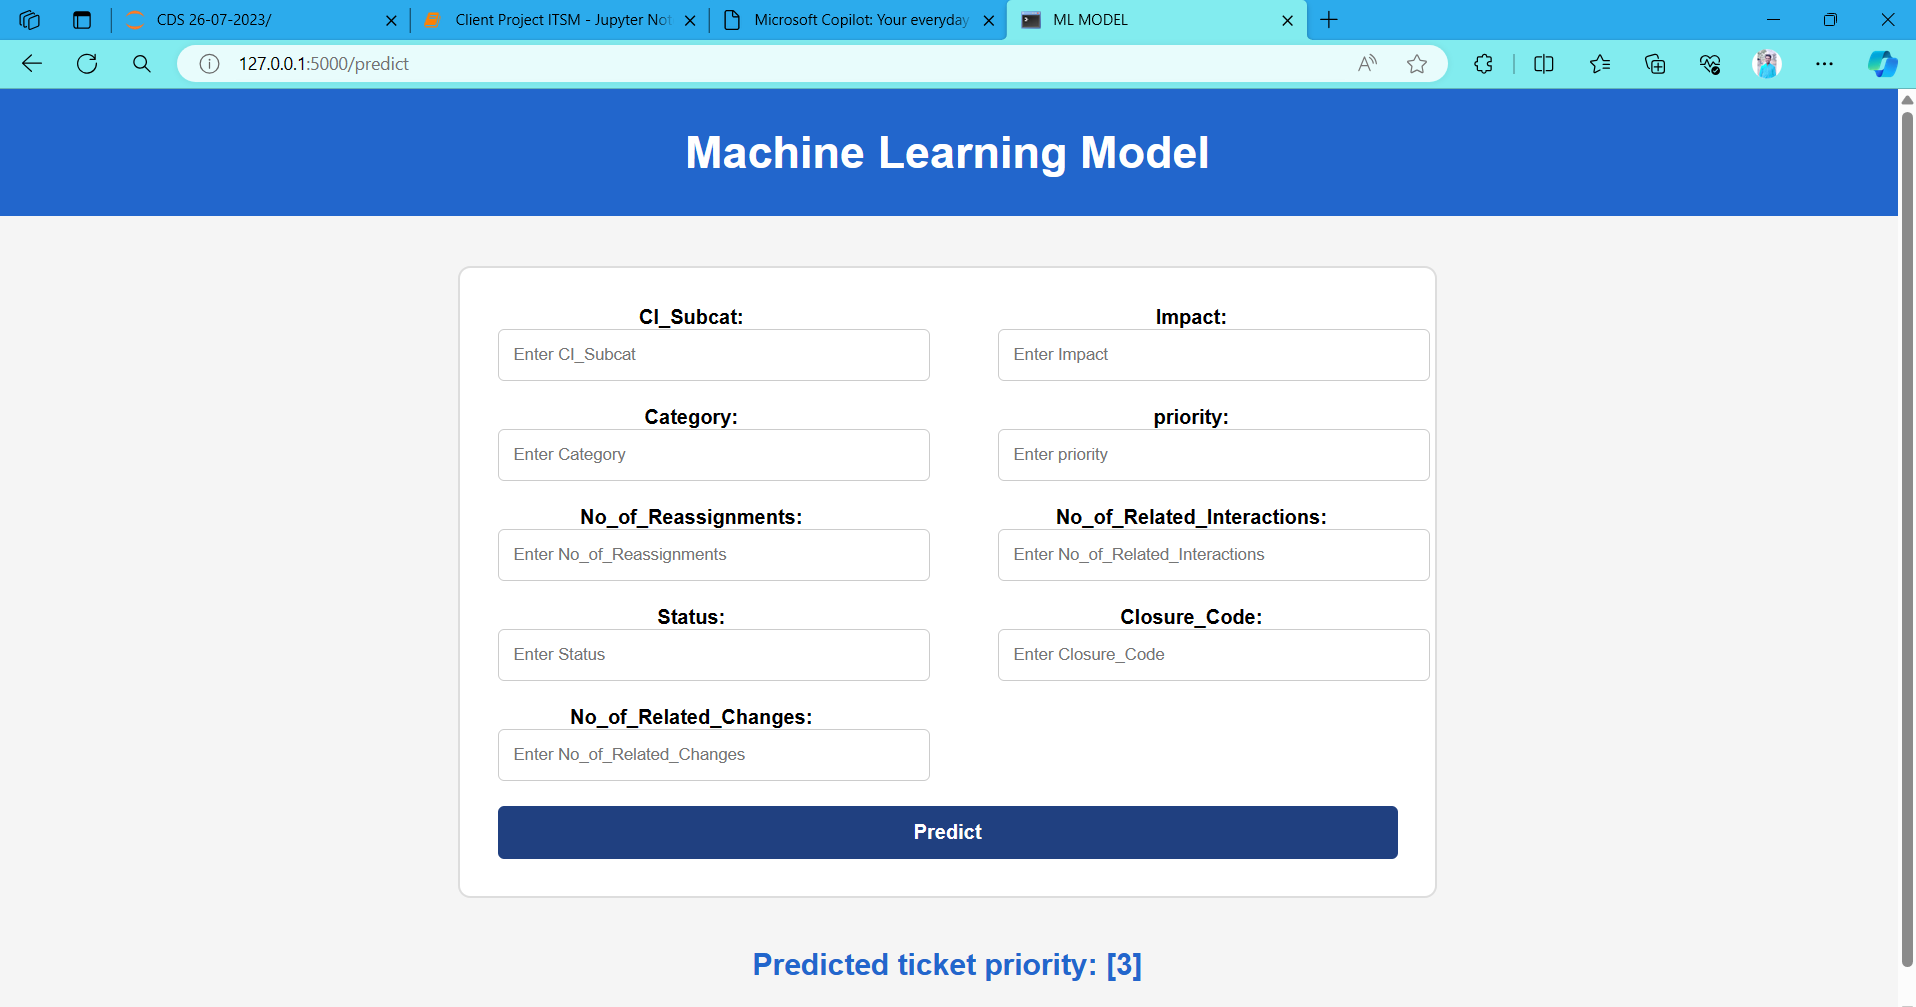 CDS 26-07-2023/
Client Project ITSM - Jupyter Not
Microsoft Copilot: Your everyday
ML MODEL
127.0.0.1:5000/predict
Machine Learning Model
CI_Subcat:
Impact:
Enter CI_Subcat
Enter Impact
Category:
priority:
Enter Category
Enter priority
No_of_Reassignments:
No_of_Related_Interactions:
Enter No_of_Reassignments
Enter No_of_Related_Interactions
Status:
Closure_Code:
Enter Status
Enter Closure_Code
No_of_Related_Changes:
Enter No_of_Related_Changes
Predict
Predicted ticket priority: [3]